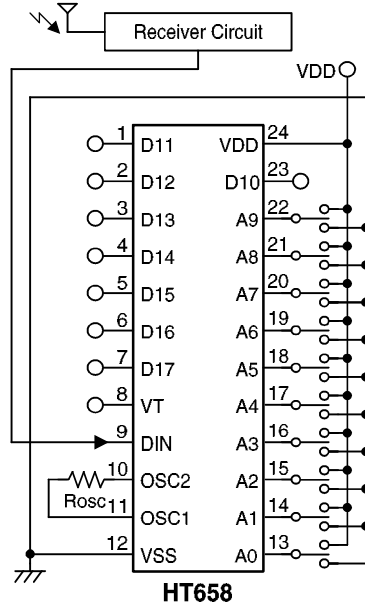 Receiver Circuit
VDD
1 D11 VDD 24
2 D12 D10 23
3 D13 A9 22
4 D14 A8 21
5 D15 A7 20
6 D16 A6 19
7 D17 A5 18
8 VT A4 17
9 DIN A3 16
10 OSC2 A2 15
Rosc
11 OSC1 A1 14
12 VSS A0 13
HT658